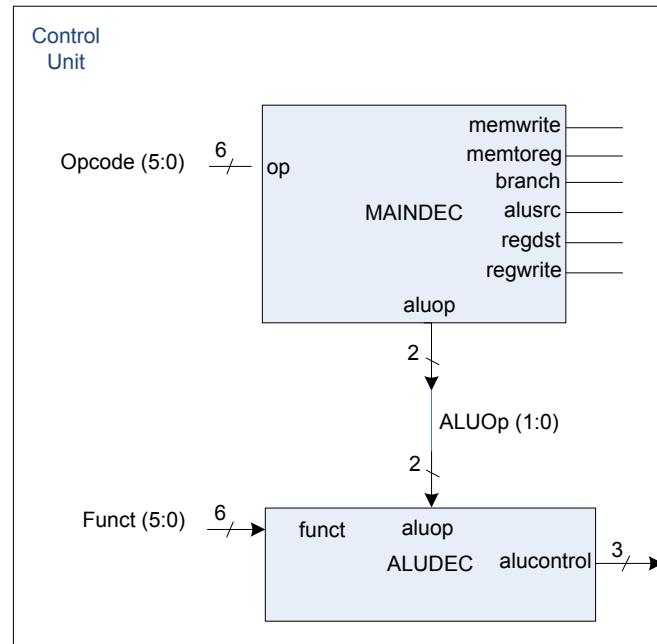 Control
Unit
memwrite
Opcode (5:0)
6
op
memtoreg
branch
MAINDEC
alusrc
regdst
regwrite
aluop
2
ALUOp (1:0)
2
Funct (5:0)
6
funct
aluop
ALUDEC
alucontrol
3